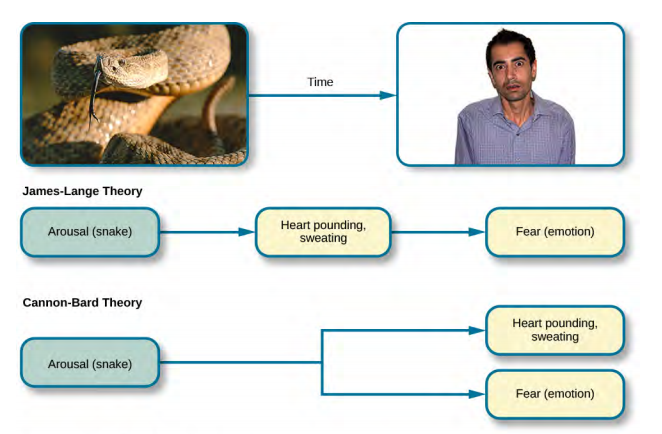 Time
James-Lange Theory
Arousal (snake)
Heart pounding,
sweating
Fear (emotion)
Cannon-Bard Theory
Arousal (snake)
Heart pounding,
sweating
Fear (emotion)